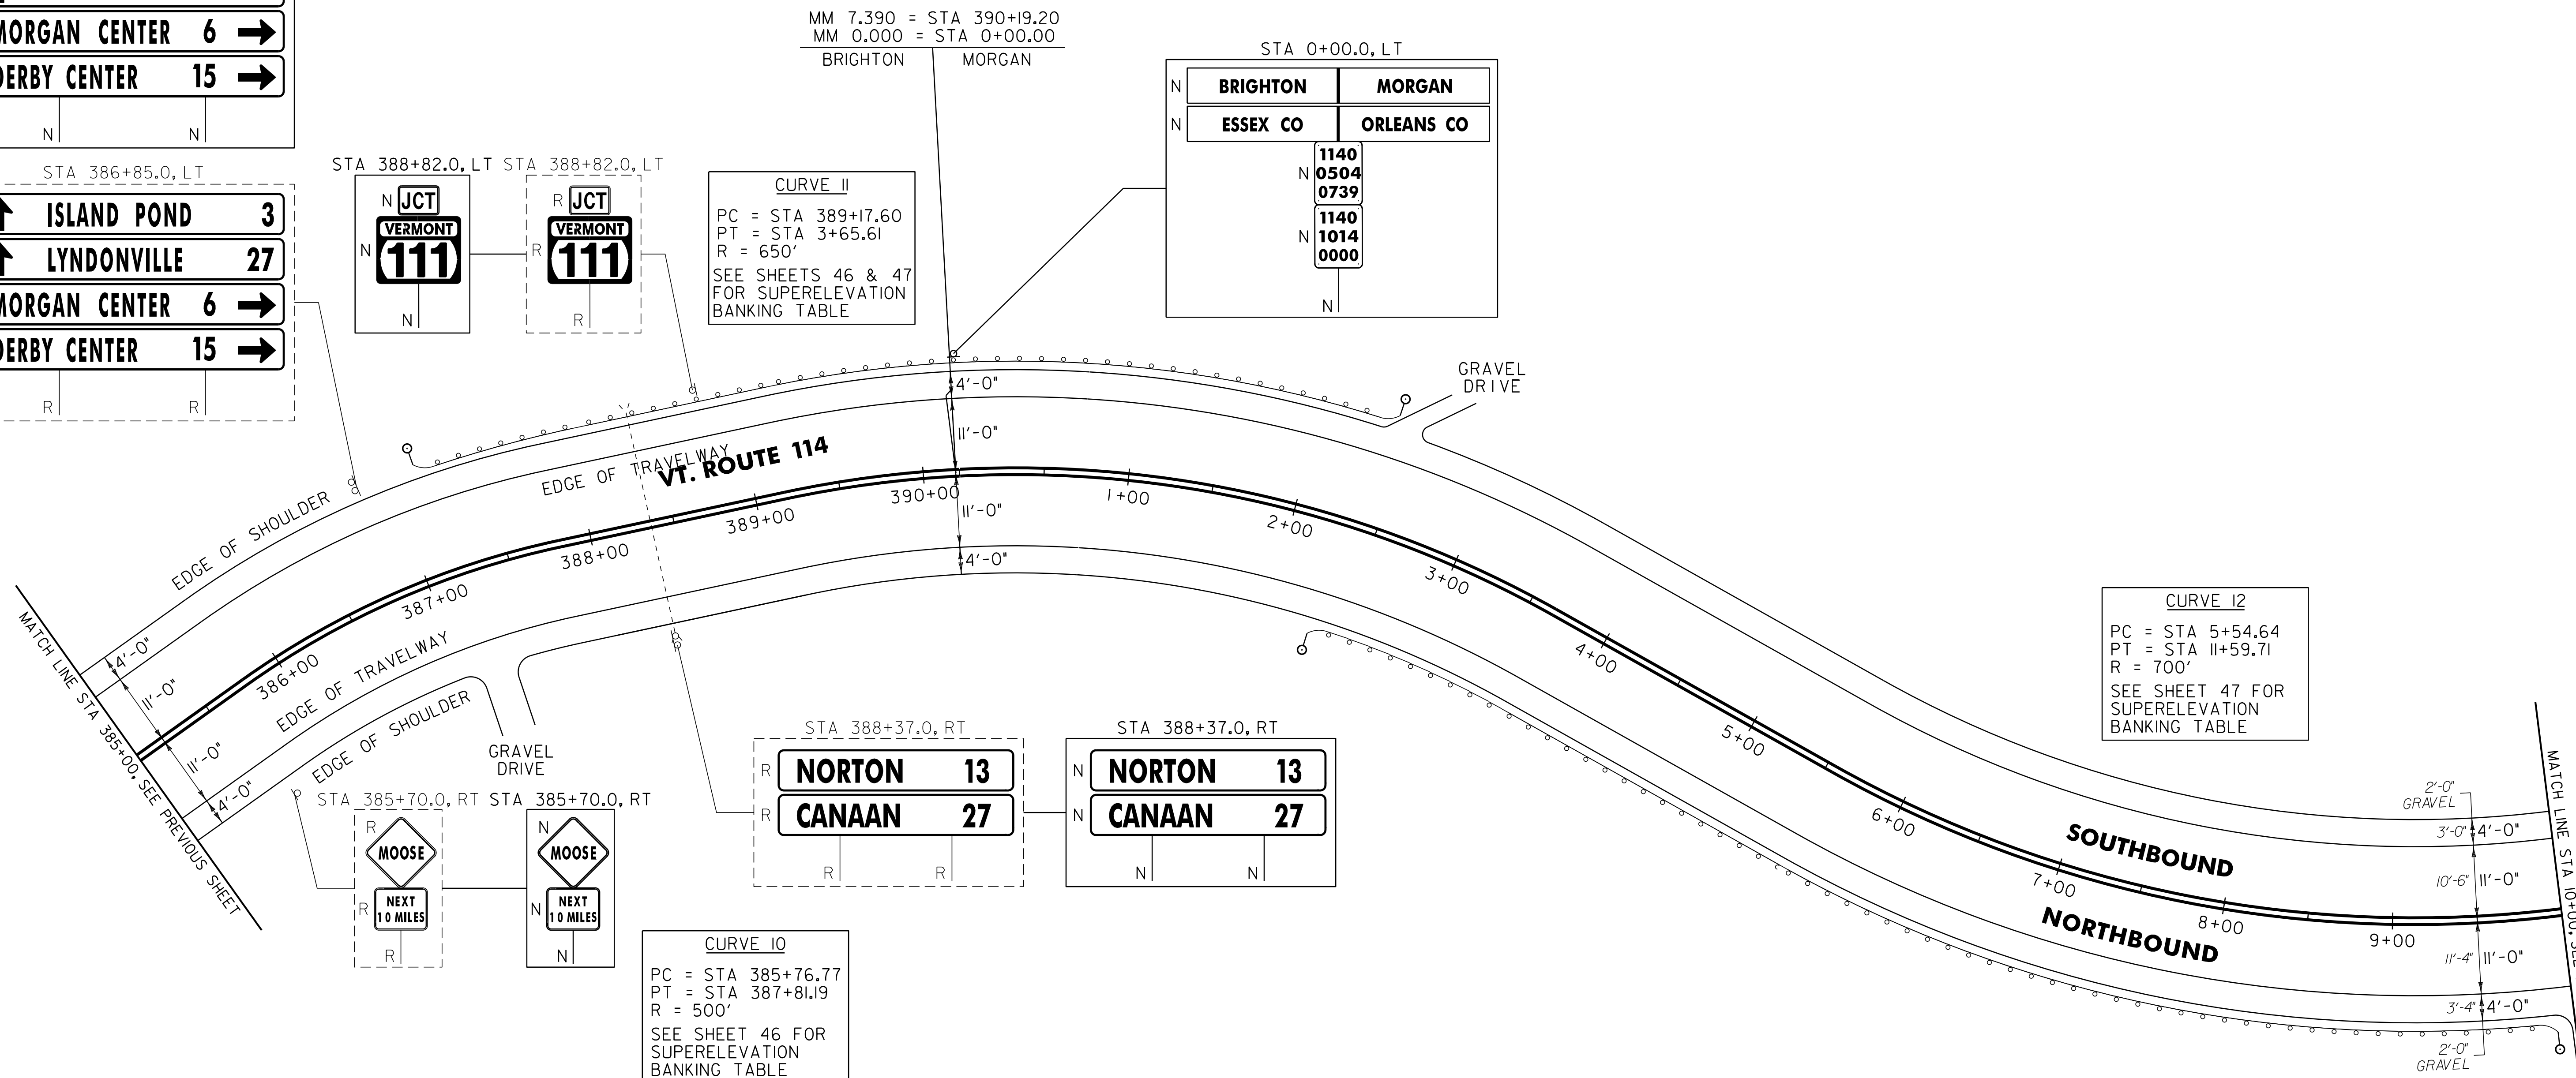 MORGAN CENTER 6
DERBY CENTER 15
N N
STA 386+85.0, LT
ISLAND POND 3
LYNDONVILLE 27
MORGAN CENTER 6
DERBY CENTER 15
R R
STA 388+82.0, LT
N JCT
N VERMONT
111
N
STA 388+82.0, LT
R JCT
R VERMONT
111
R
CURVE 11
PC = STA 389+17.60
PT = STA 3+65.61
R = 650'
SEE SHEETS 46 & 47
FOR SUPERELEVATION
BANKING TABLE
MM 7.390 = STA 390+19.20
MM 0.000 = STA 0+00.00
BRIGHTON MORGAN
STA 0+00.0, LT
N BRIGHTON MORGAN
N ESSEX CO ORLEANS CO
1140
N 0504
0739
1140
N 1014
0000
N
GRAVEL
DRIVE
4'-0"
11'-0"
11'-0"
4'-0"
EDGE OF SHOULDER
EDGE OF TRAVELWAY
VT. ROUTE 114
386+00
387+00
388+00
389+00
390+00
1+00
2+00
3+00
4+00
5+00
6+00
7+00
8+00
9+00
MATCH LINE STA 385+00, SEE PREVIOUS SHEET
4'-0"
11'-0"
11'-0"
4'-0"
EDGE OF TRAVELWAY
EDGE OF SHOULDER
GRAVEL
DRIVE
STA 385+70.0, RT
R
MOOSE
R NEXT
10 MILES
R
STA 385+70.0, RT
N
MOOSE
N NEXT
10 MILES
N
CURVE 10
PC = STA 385+76.77
PT = STA 387+81.19
R = 500'
SEE SHEET 46 FOR
SUPERELEVATION
BANKING TABLE
STA 388+37.0, RT
R NORTON 13
R CANAAN 27
R R
STA 388+37.0, RT
N NORTON 13
N CANAAN 27
N N
CURVE 12
PC = STA 5+54.64
PT = STA 11+59.71
R = 700'
SEE SHEET 47 FOR
SUPERELEVATION
BANKING TABLE
SOUTHBOUND
NORTHBOUND
2'-0"
GRAVEL
3'-0" 4'-0"
10'-6" 11'-0"
11'-4" 11'-0"
3'-4" 4'-0"
2'-0"
GRAVEL
MATCH LINE STA 10+00, SEE